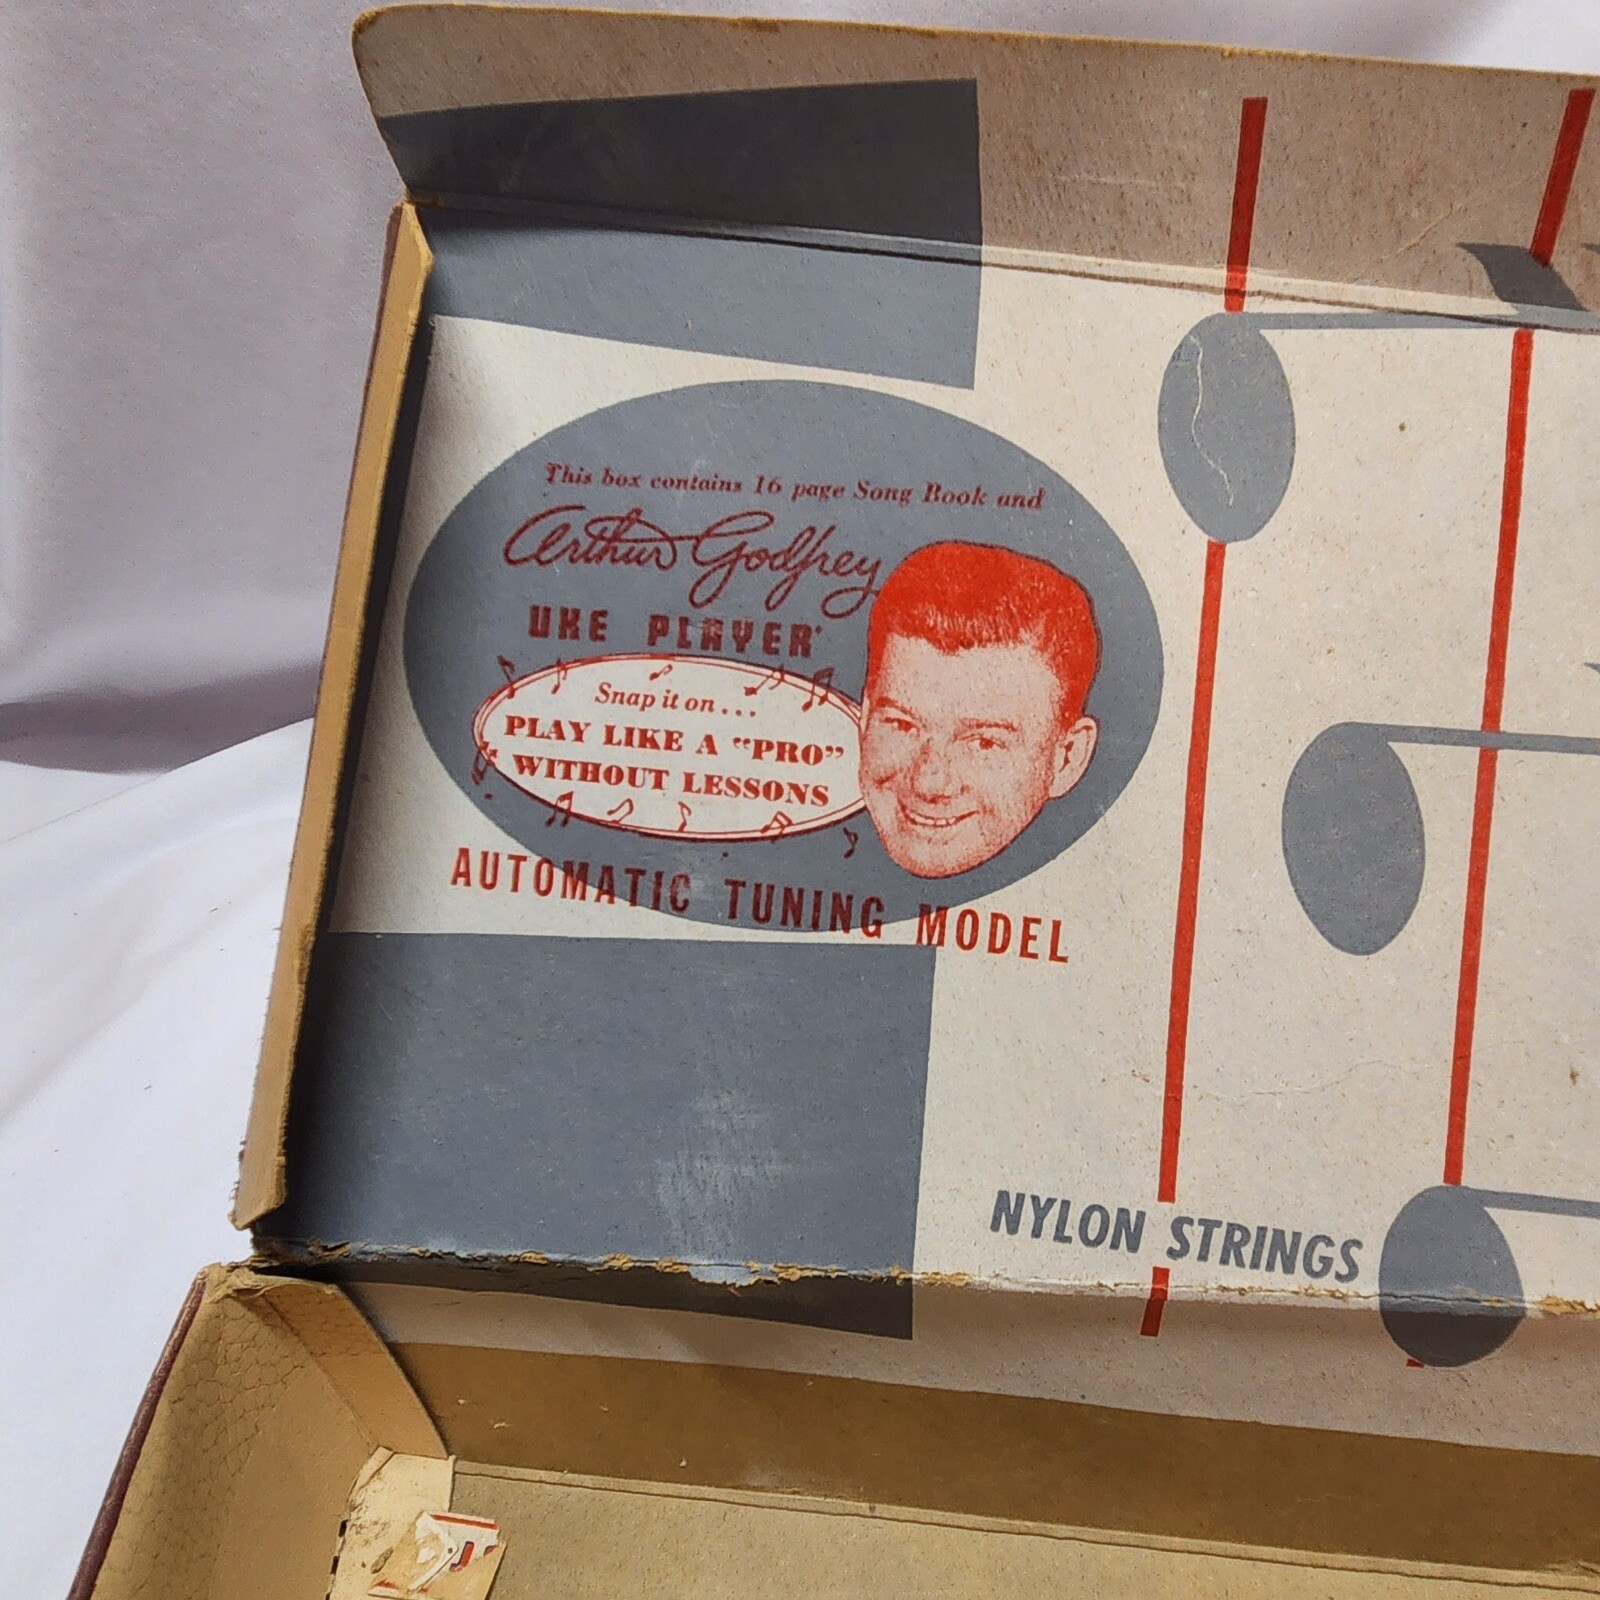 This box contains 16 page Song Book and
Arthur Godfrey
UKE PLAYER
Snap it on...
PLAY LIKE A "PRO"
WITHOUT LESSONS
AUTOMATIC TUNING MODEL
NYLON STRINGS